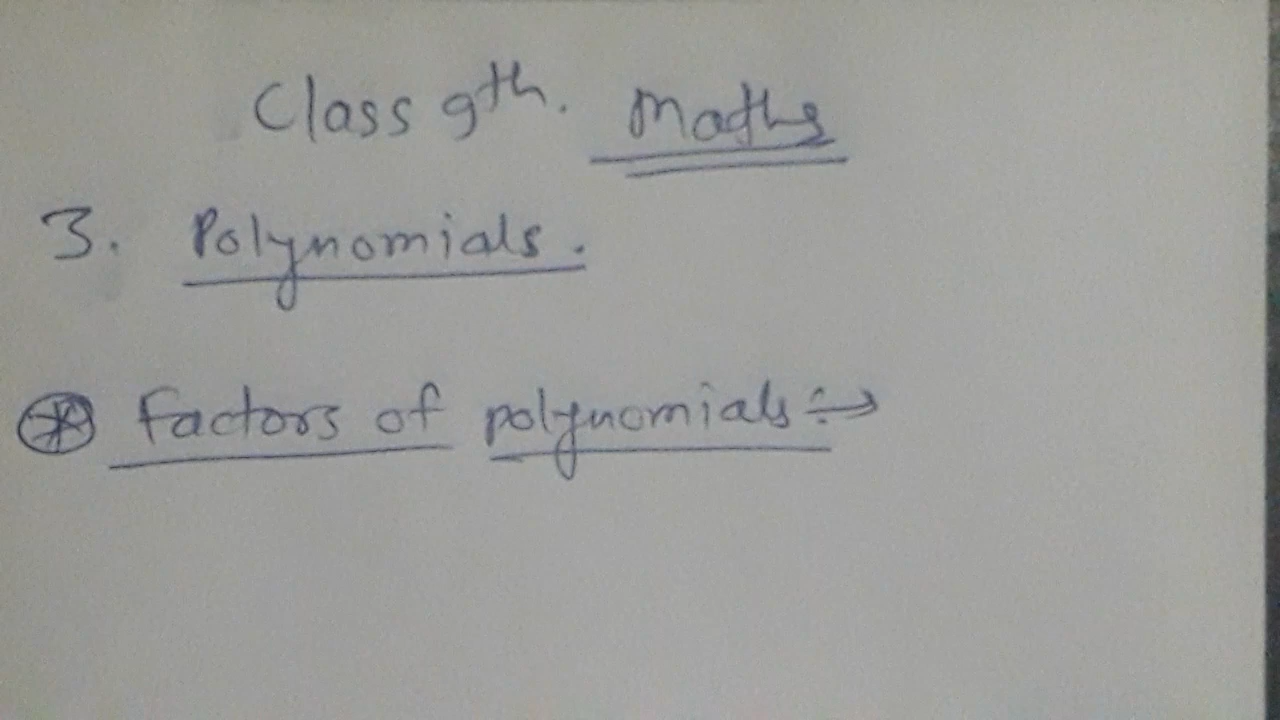 Class 9th. Maths
3. Polynomials.
* Factors of polynomials :→